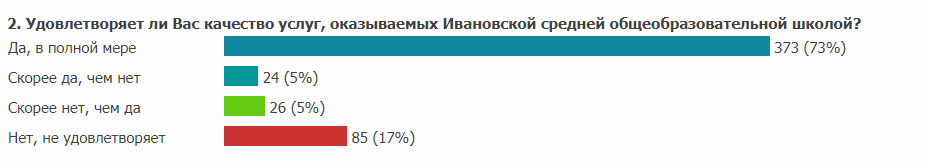 2. Удовлетворяет ли Вас качество услуг, оказываемых Ивановской средней общеобразовательной школой?
Да, в полной мере 373 (73%)
Скорее да, чем нет 24 (5%)
Скорее нет, чем да 26 (5%)
Нет, не удовлетворяет 85 (17%)